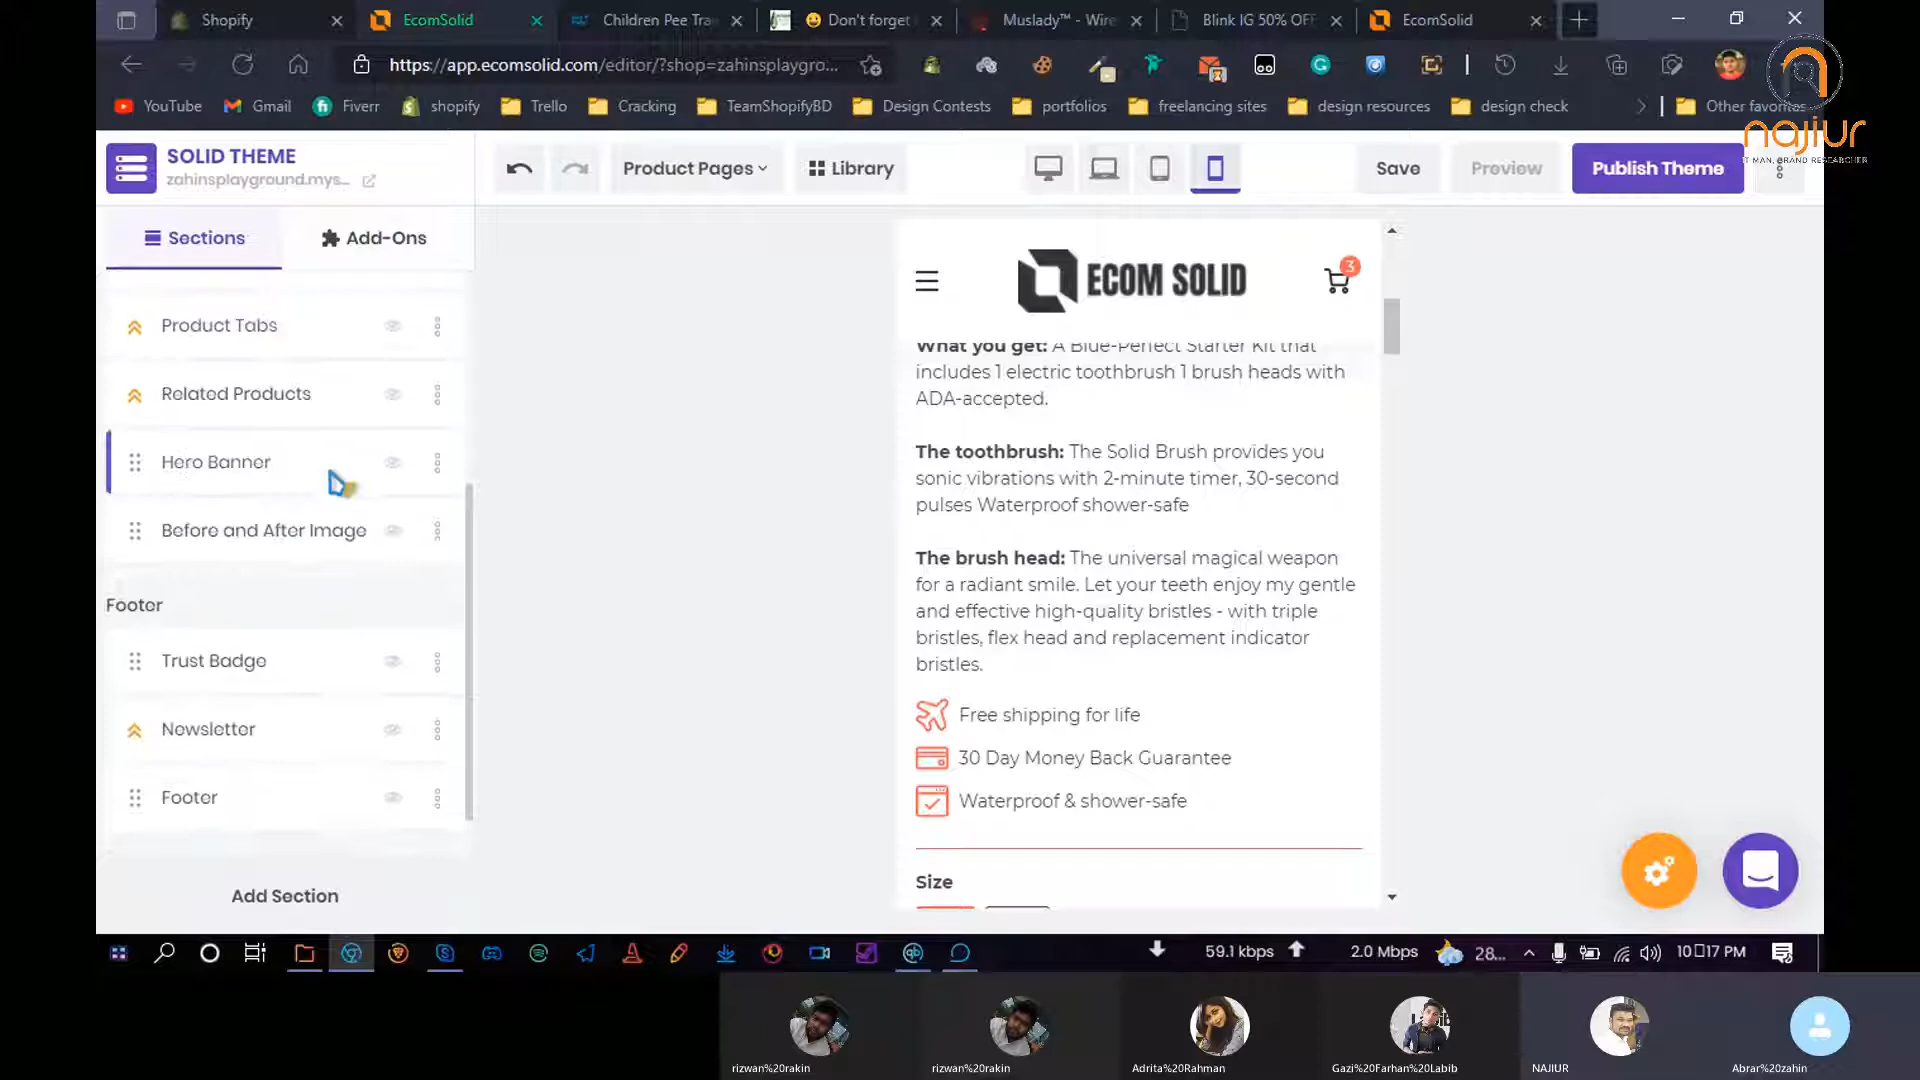 Shopify
EcomSolid
Children Pee Tra
Don't forget
Muslady™ - Wire
Blink IG 50% OFF
EcomSolid
https://app.ecomsolid.com/editor/?shop=zahinsplaygro...
YouTube
Gmail
Fiverr
shopify
Trello
Cracking
TeamShopifyBD
Design Contests
portfolios
freelancing sites
design resources
design check
Other favorites
najiur
IT MAN, BRAND RESEARCHER
SOLID THEME
zahinsplayground.mys...
Product Pages
Library
Save
Preview
Publish Theme
Sections
Add-Ons
Product Tabs
Related Products
Hero Banner
Before and After Image
Footer
Trust Badge
Newsletter
Footer
Add Section
ECOM SOLID
3
What you get: A Blue-Perfect Starter Kit that
includes 1 electric toothbrush 1 brush heads with
ADA-accepted.
The toothbrush: The Solid Brush provides you
sonic vibrations with 2-minute timer, 30-second
pulses Waterproof shower-safe
The brush head: The universal magical weapon
for a radiant smile. Let your teeth enjoy my gentle
and effective high-quality bristles - with triple
bristles, flex head and replacement indicator
bristles.
Free shipping for life
30 Day Money Back Guarantee
Waterproof & shower-safe
Size
59.1 kbps
2.0 Mbps
28...
10:17 PM
rizwan%20rakin
rizwan%20rakin
Adrita%20Rahman
Gazi%20Farhan%20Labib
NAJIUR
Abrar%20zahin